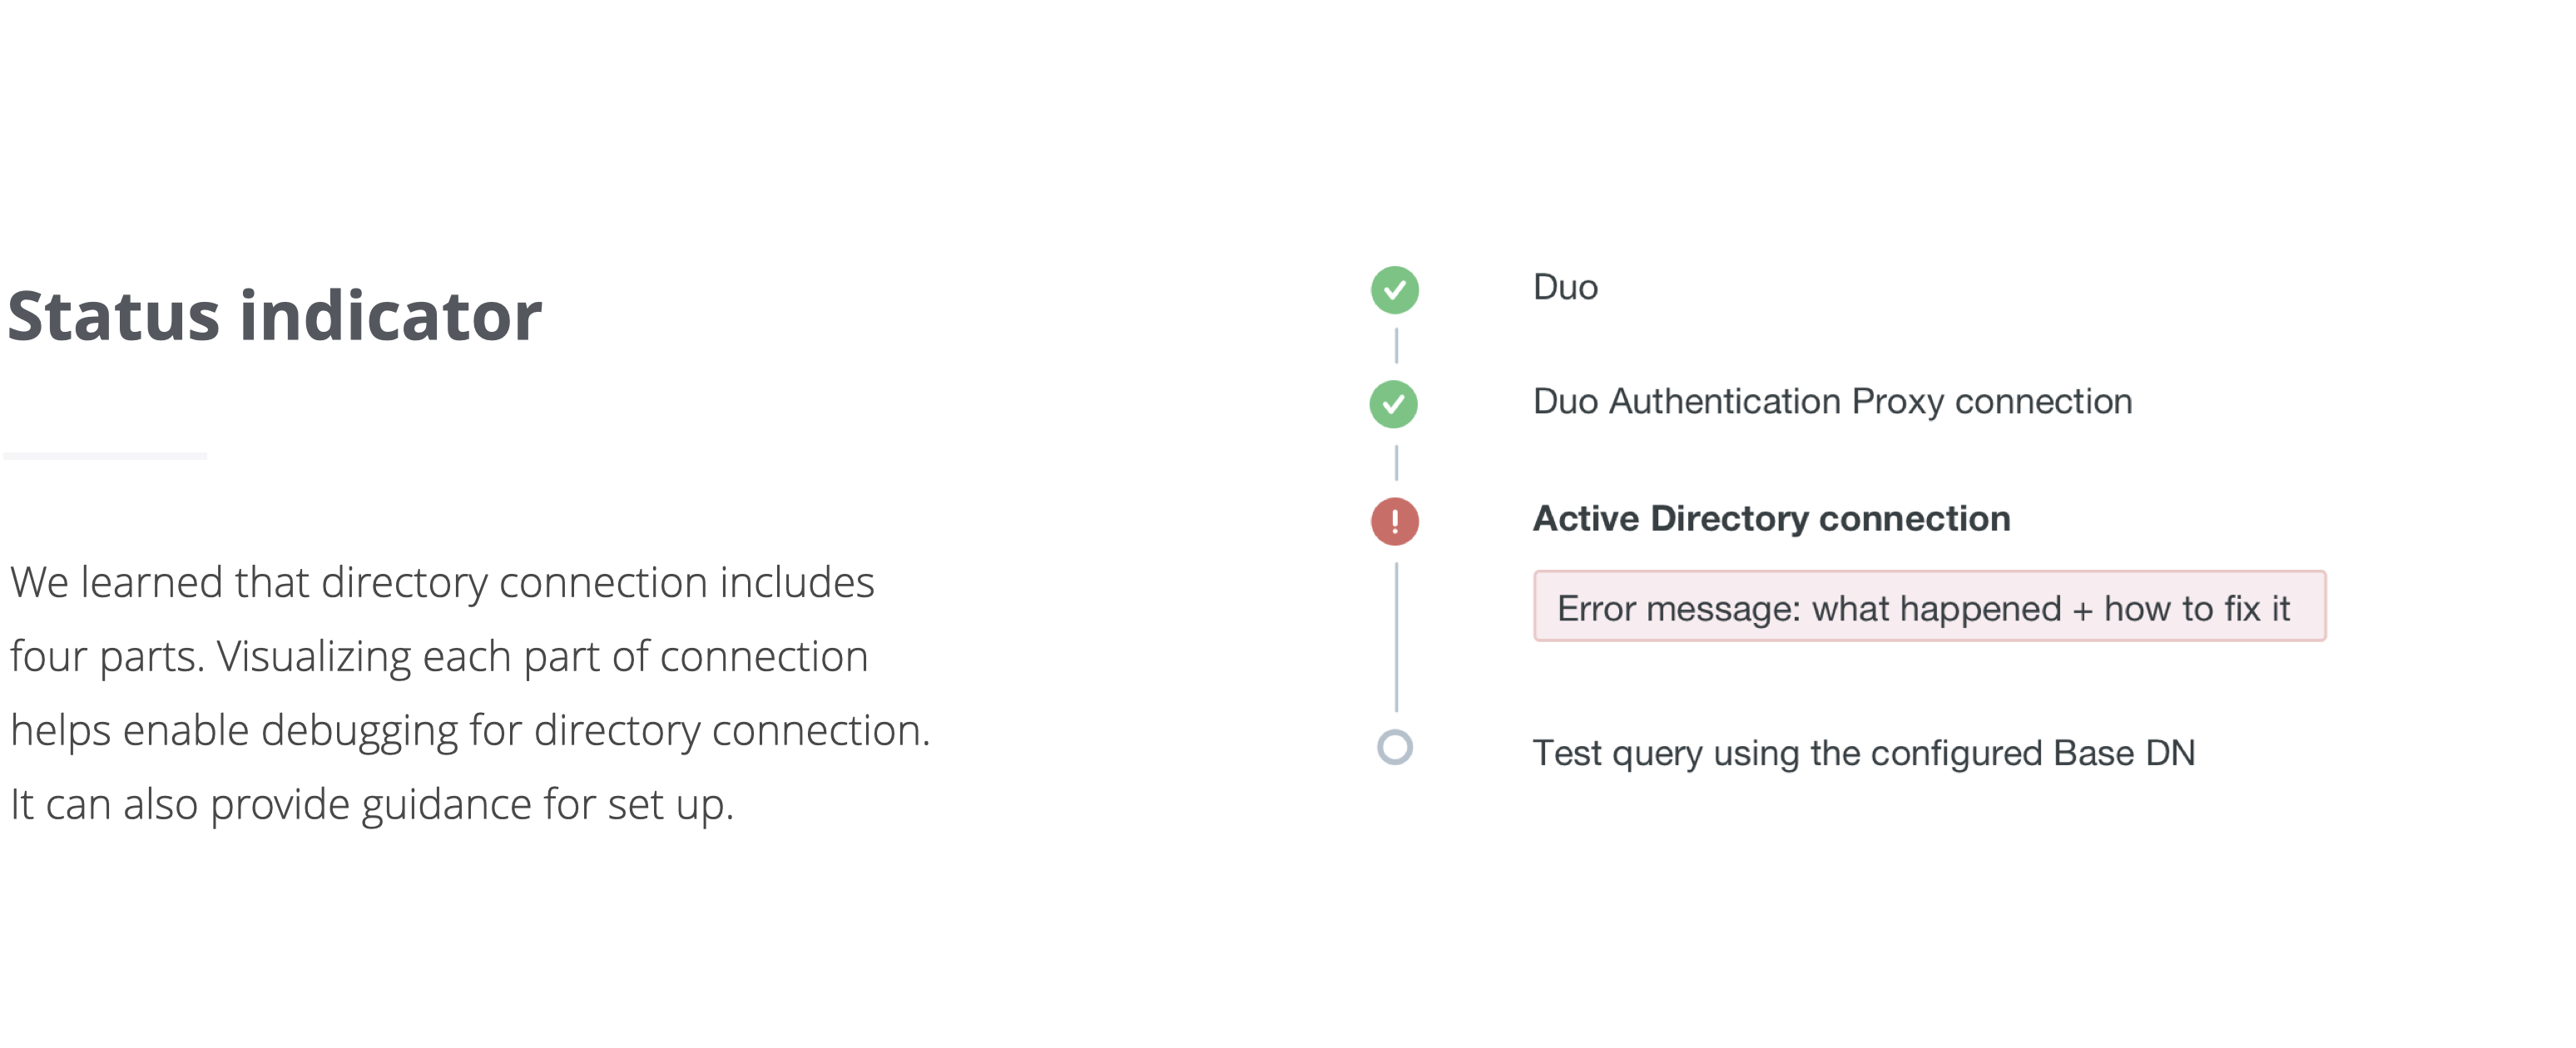 Status indicator
We learned that directory connection includes
four parts. Visualizing each part of connection
helps enable debugging for directory connection.
It can also provide guidance for set up.
Duo
Duo Authentication Proxy connection
Active Directory connection
Error message: what happened + how to fix it
Test query using the configured Base DN